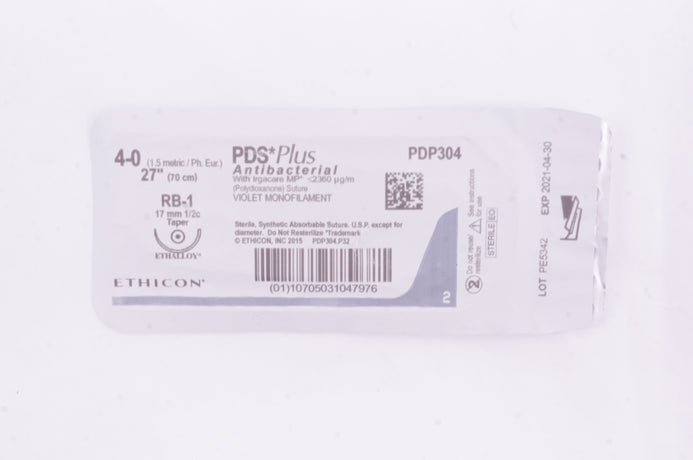 4-0 (1.5 metric / Ph. Eur.)
27" (70 cm)
RB-1
17 mm 1/2c
Taper
ETHALLOY*
ETHICON*
PDS*Plus
Antibacterial
With Irgacare MP* <2360 µg/m
(Polydioxanone) Suture
VIOLET MONOFILAMENT
PDP304
Sterile, Synthetic Absorbable Suture. U.S.P. except for
diameter. Do Not Resterilize *Trademark
© ETHICON, INC 2015 PDP304.P32
(01)10705031047976
2
2 Do not reuse/
resterilize
See instructions
for use
STERILE EO
LOT PE5342 EXP 2021-04-30